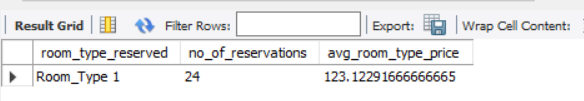 Result Grid Filter Rows: Export: Wrap Cell Content:
room_type_reserved no_of_reservations avg_room_type_price
Room_Type 1 24 123.12291666666665